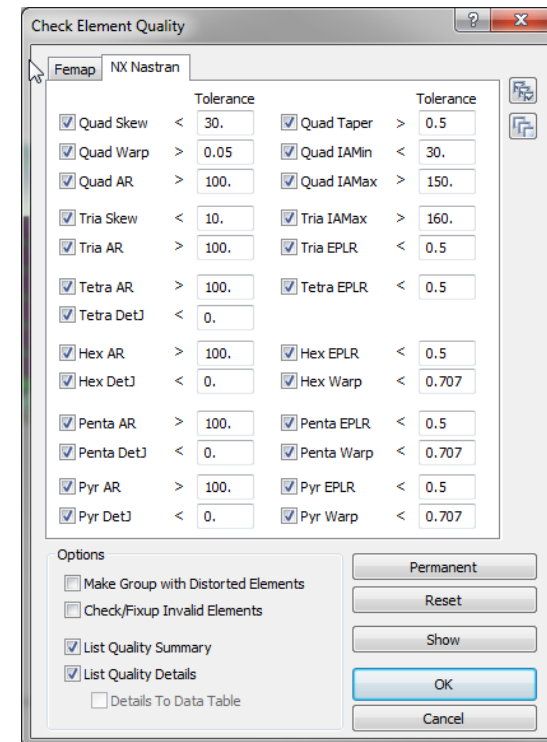 Check Element Quality
? X
Femap NX Nastran
Tolerance Tolerance
Quad Skew < 30. Quad Taper > 0.5
Quad Warp > 0.05 Quad IAMin < 30.
Quad AR > 100. Quad IAMax > 150.
Tria Skew < 10. Tria IAMax > 160.
Tria AR > 100. Tria EPLR < 0.5
Tetra AR > 100. Tetra EPLR < 0.5
Tetra DetJ < 0.
Hex AR > 100. Hex EPLR < 0.5
Hex DetJ < 0. Hex Warp < 0.707
Penta AR > 100. Penta EPLR < 0.5
Penta DetJ < 0. Penta Warp < 0.707
Pyr AR > 100. Pyr EPLR < 0.5
Pyr DetJ < 0. Pyr Warp < 0.707
Options
Make Group with Distorted Elements
Check/Fixup Invalid Elements
List Quality Summary
List Quality Details
Details To Data Table
Permanent
Reset
Show
OK
Cancel